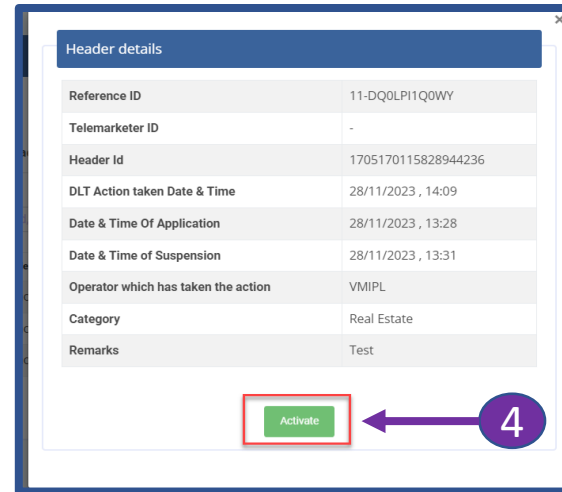 ×
Header details
Reference ID 11-DQ0LPI1Q0WY
Telemarketer ID -
Header Id 1705170115828944236
DLT Action taken Date & Time 28/11/2023 , 14:09
Date & Time Of Application 28/11/2023 , 13:28
Date & Time of Suspension 28/11/2023 , 13:31
Operator which has taken the action VMIPL
Category Real Estate
Remarks Test
Activate
4